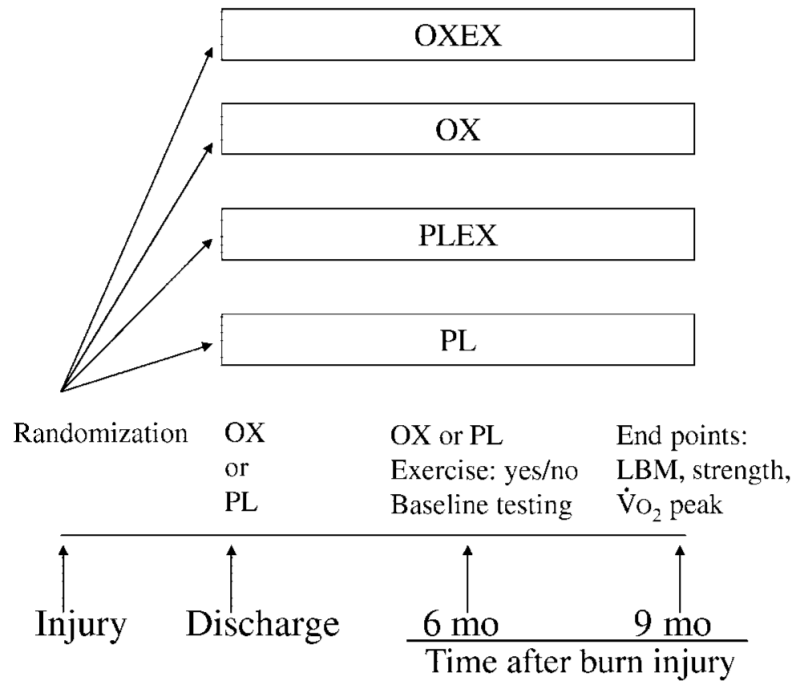 OXEX
OX
PLEX
PL
Randomization
OX
or
PL
OX or PL
Exercise: yes/no
Baseline testing
End points:
LBM, strength,
V̇O₂ peak
Injury
Discharge
6 mo
9 mo
Time after burn injury